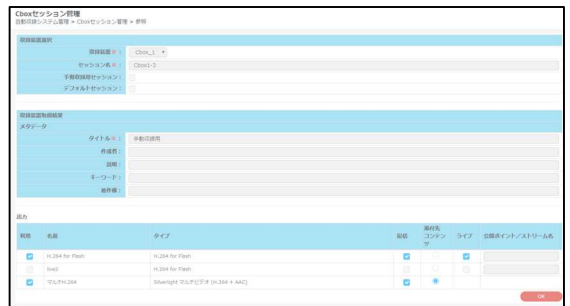 Cboxセッション管理
自動収録システム管理 > Cboxセッション管理 > 参照
収録装置選択
収録装置※： Cbox_1
セッション名※： Cbox1-3
手動収録用セッション：
デフォルトセッション：
収録装置取得結果
メタデータ
タイトル※： 手動収録用
作成者：
説明：
キーワード：
著作権：
出力
利用 名前 タイプ 配信 添付先コンテンツ ライブ 公開ポイント/ストリーム名
H.264 for Flash H.264 for Flash
live2 H.264 for Flash
マルチH.264 Silverlight マルチビデオ (H.264 + AAC)
OK